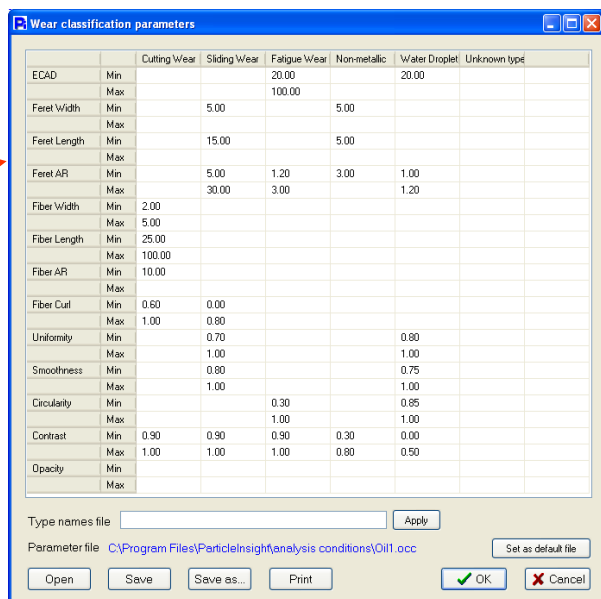 Wear classification parameters
Cutting Wear Sliding Wear Fatigue Wear Non-metallic Water Droplet Unknown type
ECAD Min 20.00 20.00
Max 100.00
Feret Width Min 5.00 5.00
Max
Feret Length Min 15.00 5.00
Max
Feret AR Min 5.00 1.20 3.00 1.00
Max 30.00 3.00 1.20
Fiber Width Min 2.00
Max 5.00
Fiber Length Min 25.00
Max 100.00
Fiber AR Min 10.00
Max
Fiber Curl Min 0.60 0.00
Max 1.00 0.80
Uniformity Min 0.70 0.80
Max 1.00 1.00
Smoothness Min 0.80 0.75
Max 1.00 1.00
Circularity Min 0.30 0.85
Max 1.00 1.00
Contrast Min 0.90 0.90 0.90 0.30 0.00
Max 1.00 1.00 1.00 0.80 0.50
Opacity Min
Max
Type names file Apply
Parameter file C:\Program Files\ParticleInsight\analysis conditions\Oil1.occ Set as default file
Open Save Save as... Print OK Cancel